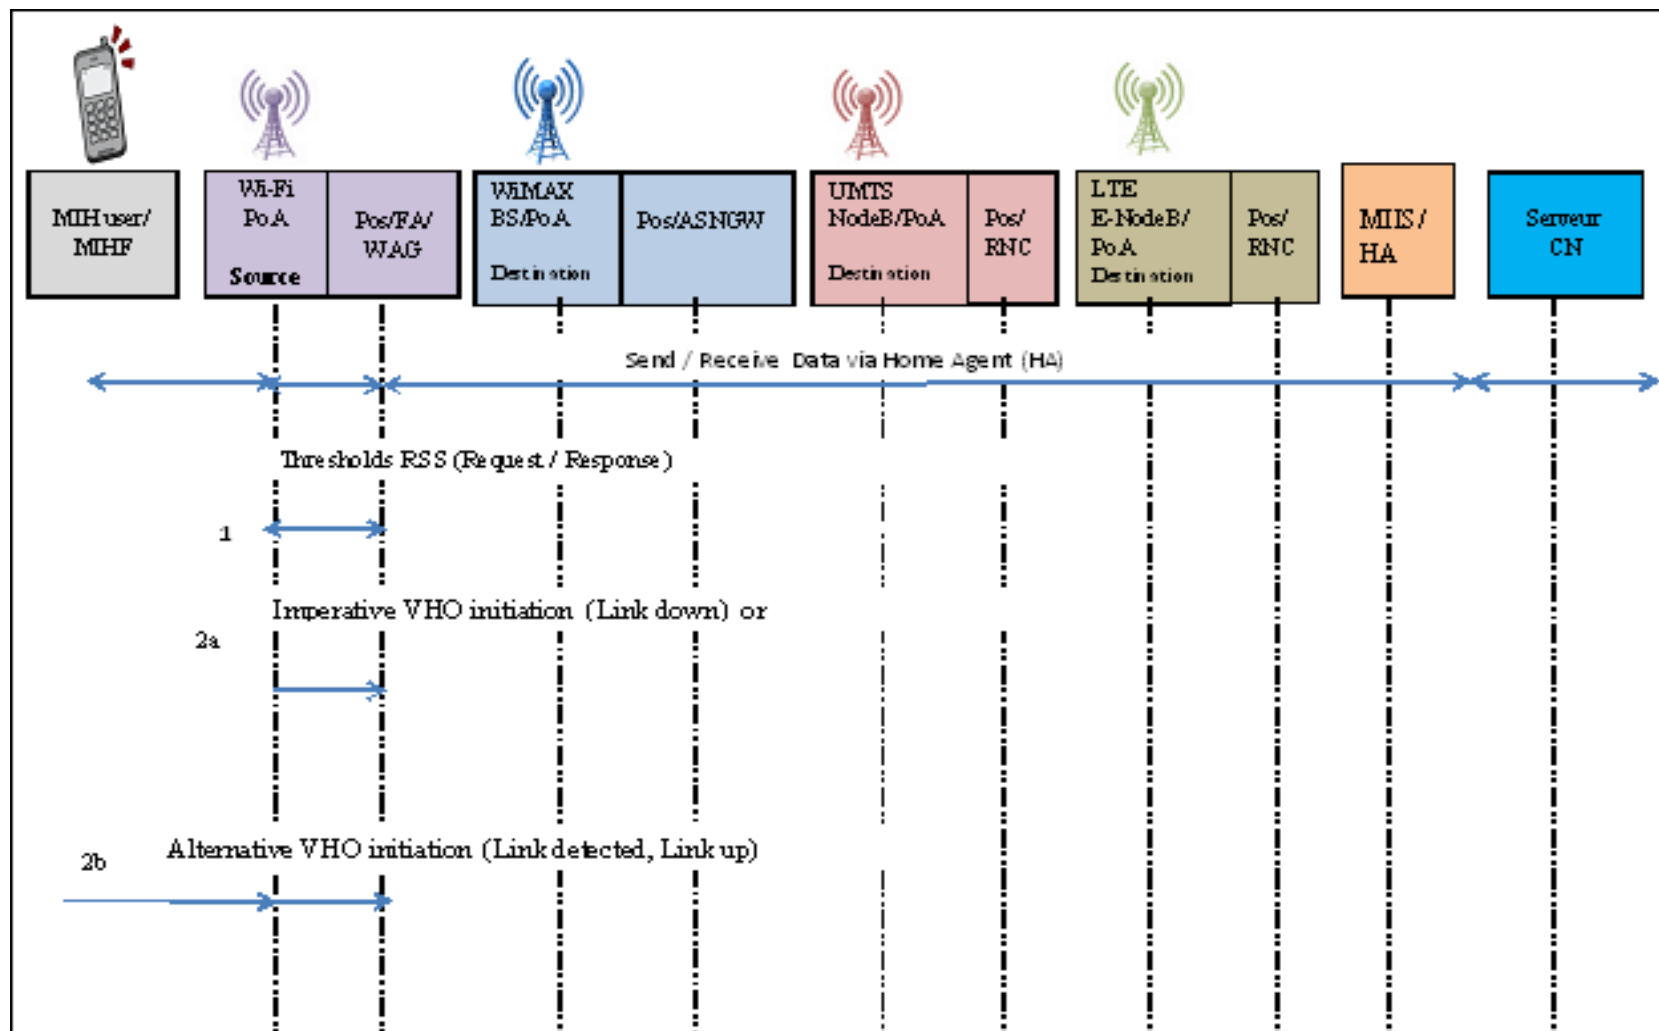 MIH user/
MIHF
Wi-Fi
PoA
Source
Pos/FA/
WAG
WiMAX
BS/PoA
Destination
Pos/ASNGW
UMTS
NodeB/PoA
Destination
Pos/
RNC
LTE
E-NodeB/
PoA
Destination
Pos/
RNC
MIIS /
HA
Serveur
CN
Send / Receive Data via Home Agent (HA)
Thresholds RSS (Request / Response)
1
Imperative VHO initiation (Link down) or
2a
Alternative VHO initiation (Link detected, Link up)
2b